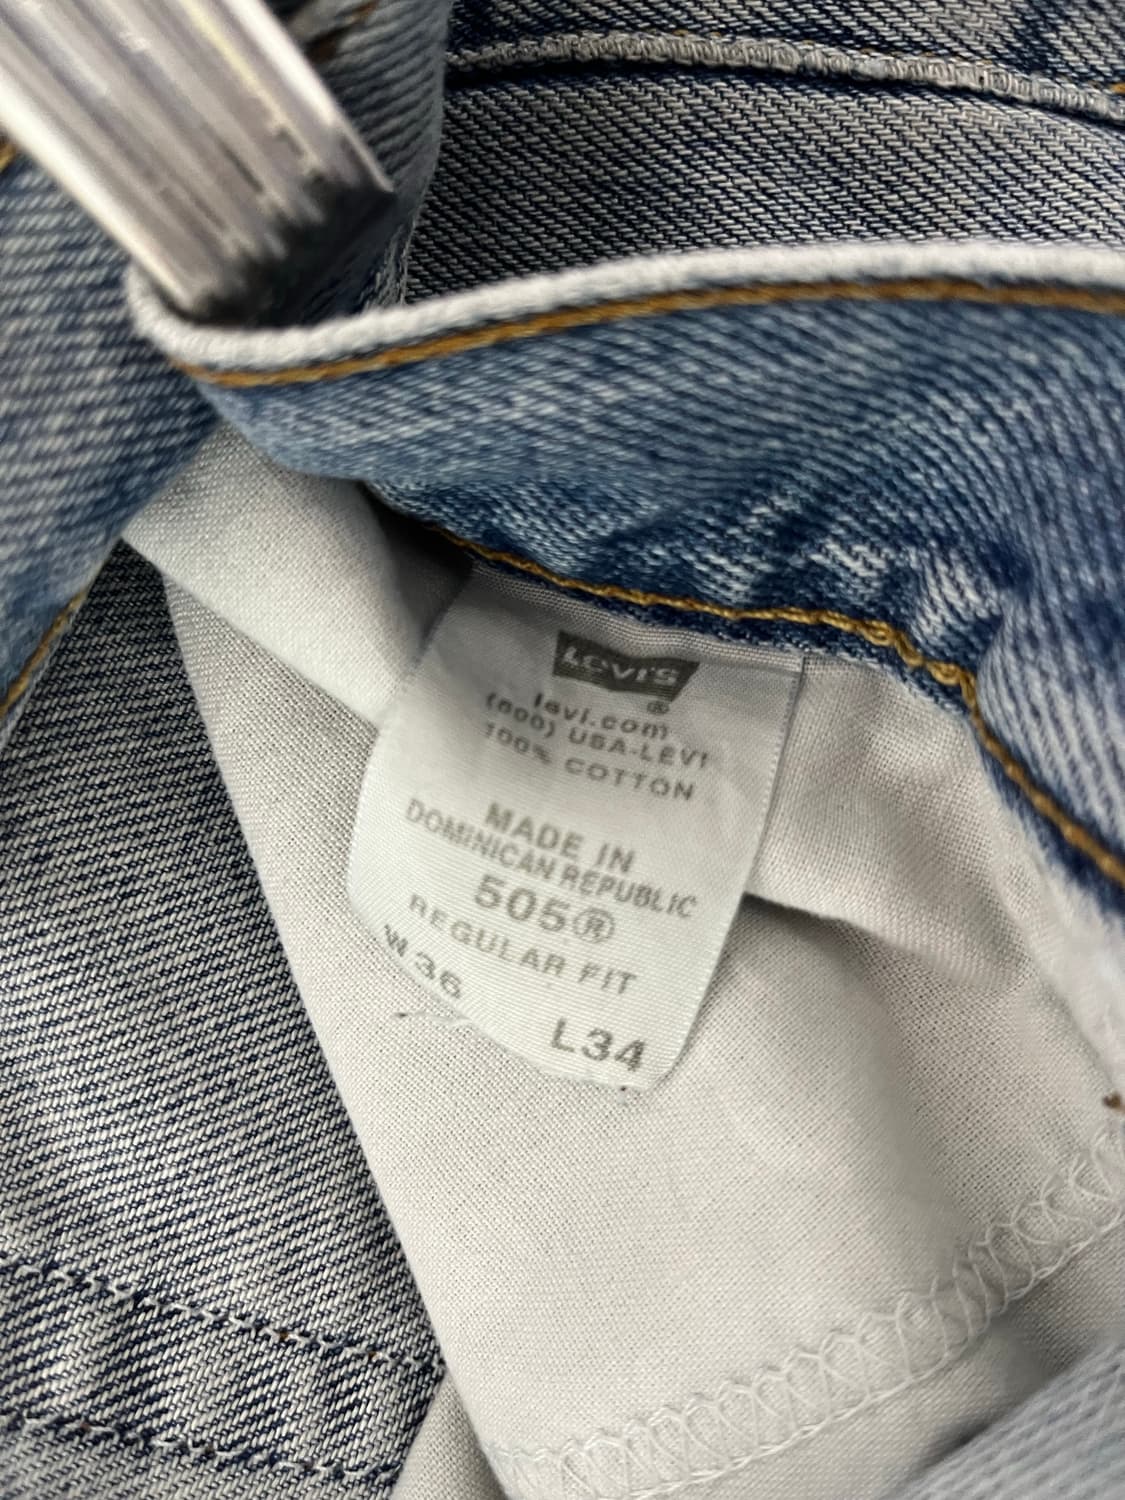 LEVI'S
®
levi.com
(800) USA-LEVI
100% COTTON
MADE IN
DOMINICAN REPUBLIC
505®
REGULAR FIT
W36 L34